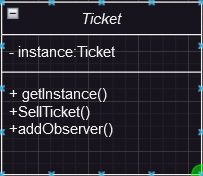 Ticket
- instance:Ticket
+ getInstance()
+SellTicket()
+addObserver()